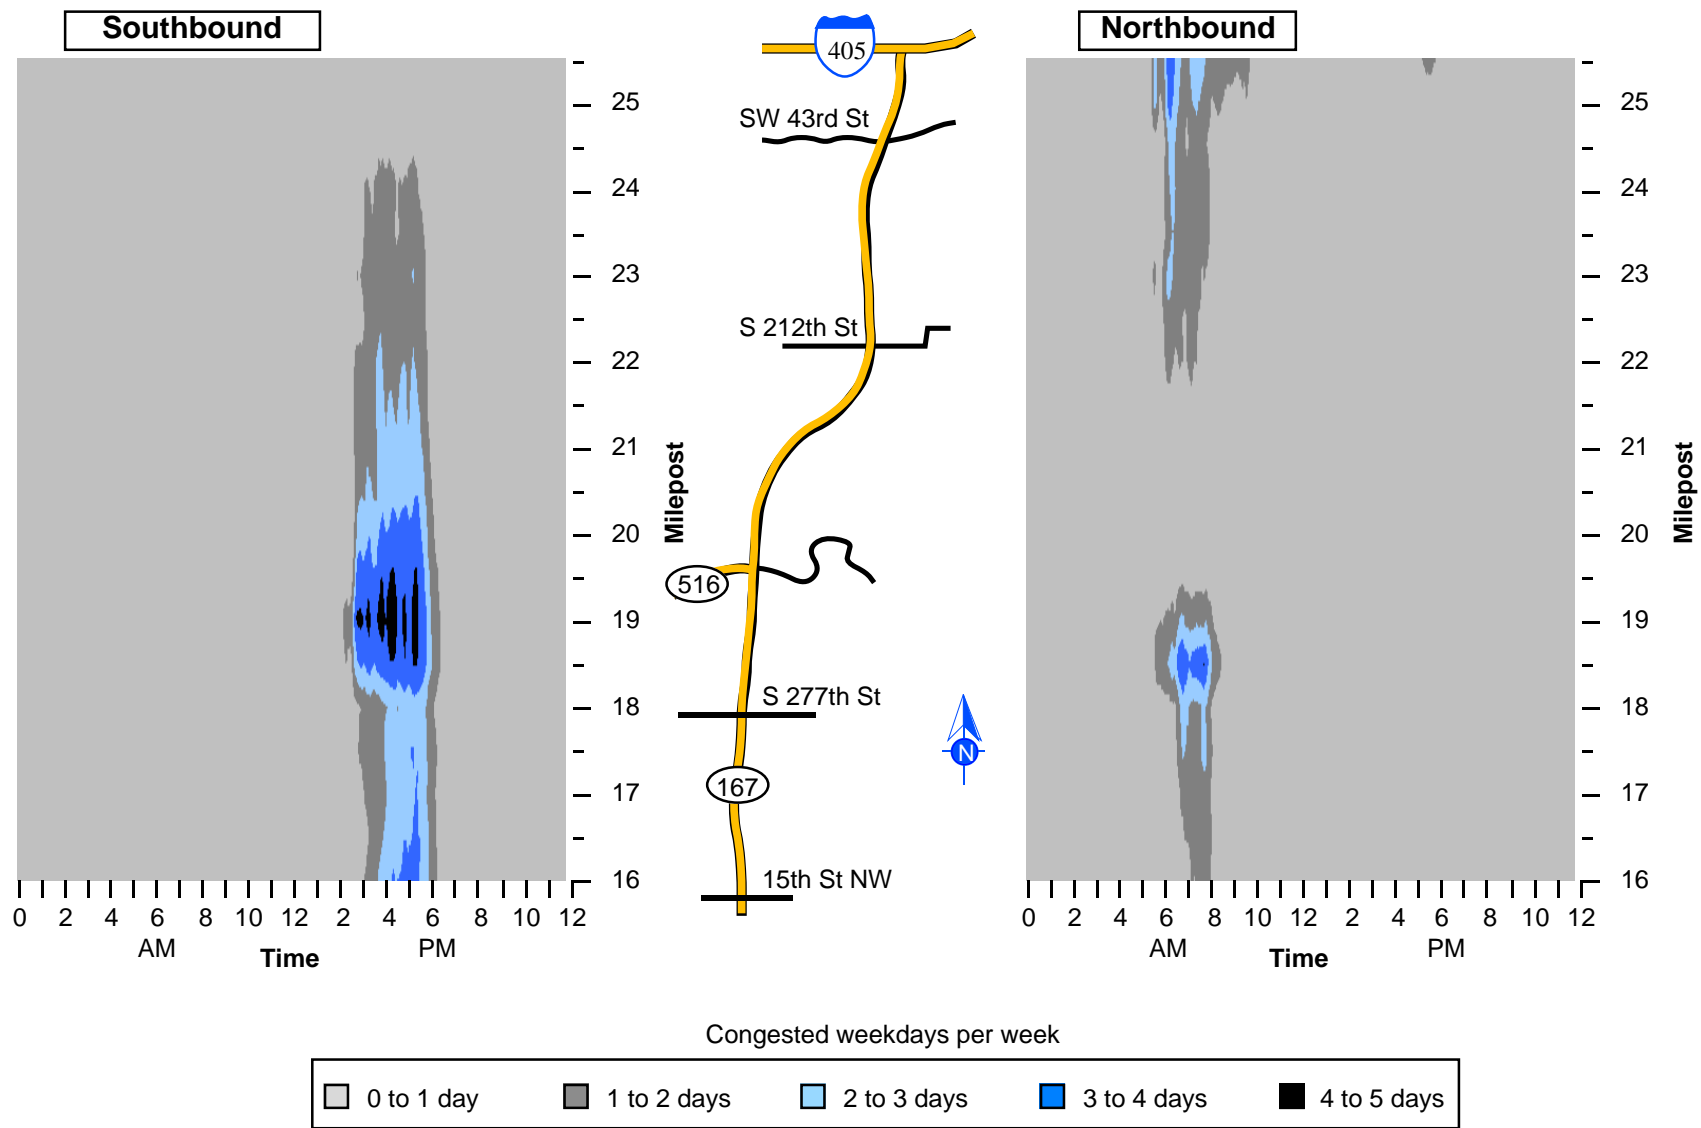 Southbound
Northbound
405
SW 43rd St
S 212th St
516
S 277th St
167
15th St NW
N
25
24
23
22
21
20
19
18
17
16
Milepost
25
24
23
22
21
20
19
18
17
16
Milepost
0 2 4 6 8 10 12 2 4 6 8 10 12
AM PM
Time
0 2 4 6 8 10 12 2 4 6 8 10 12
AM PM
Time
Congested weekdays per week
0 to 1 day
1 to 2 days
2 to 3 days
3 to 4 days
4 to 5 days